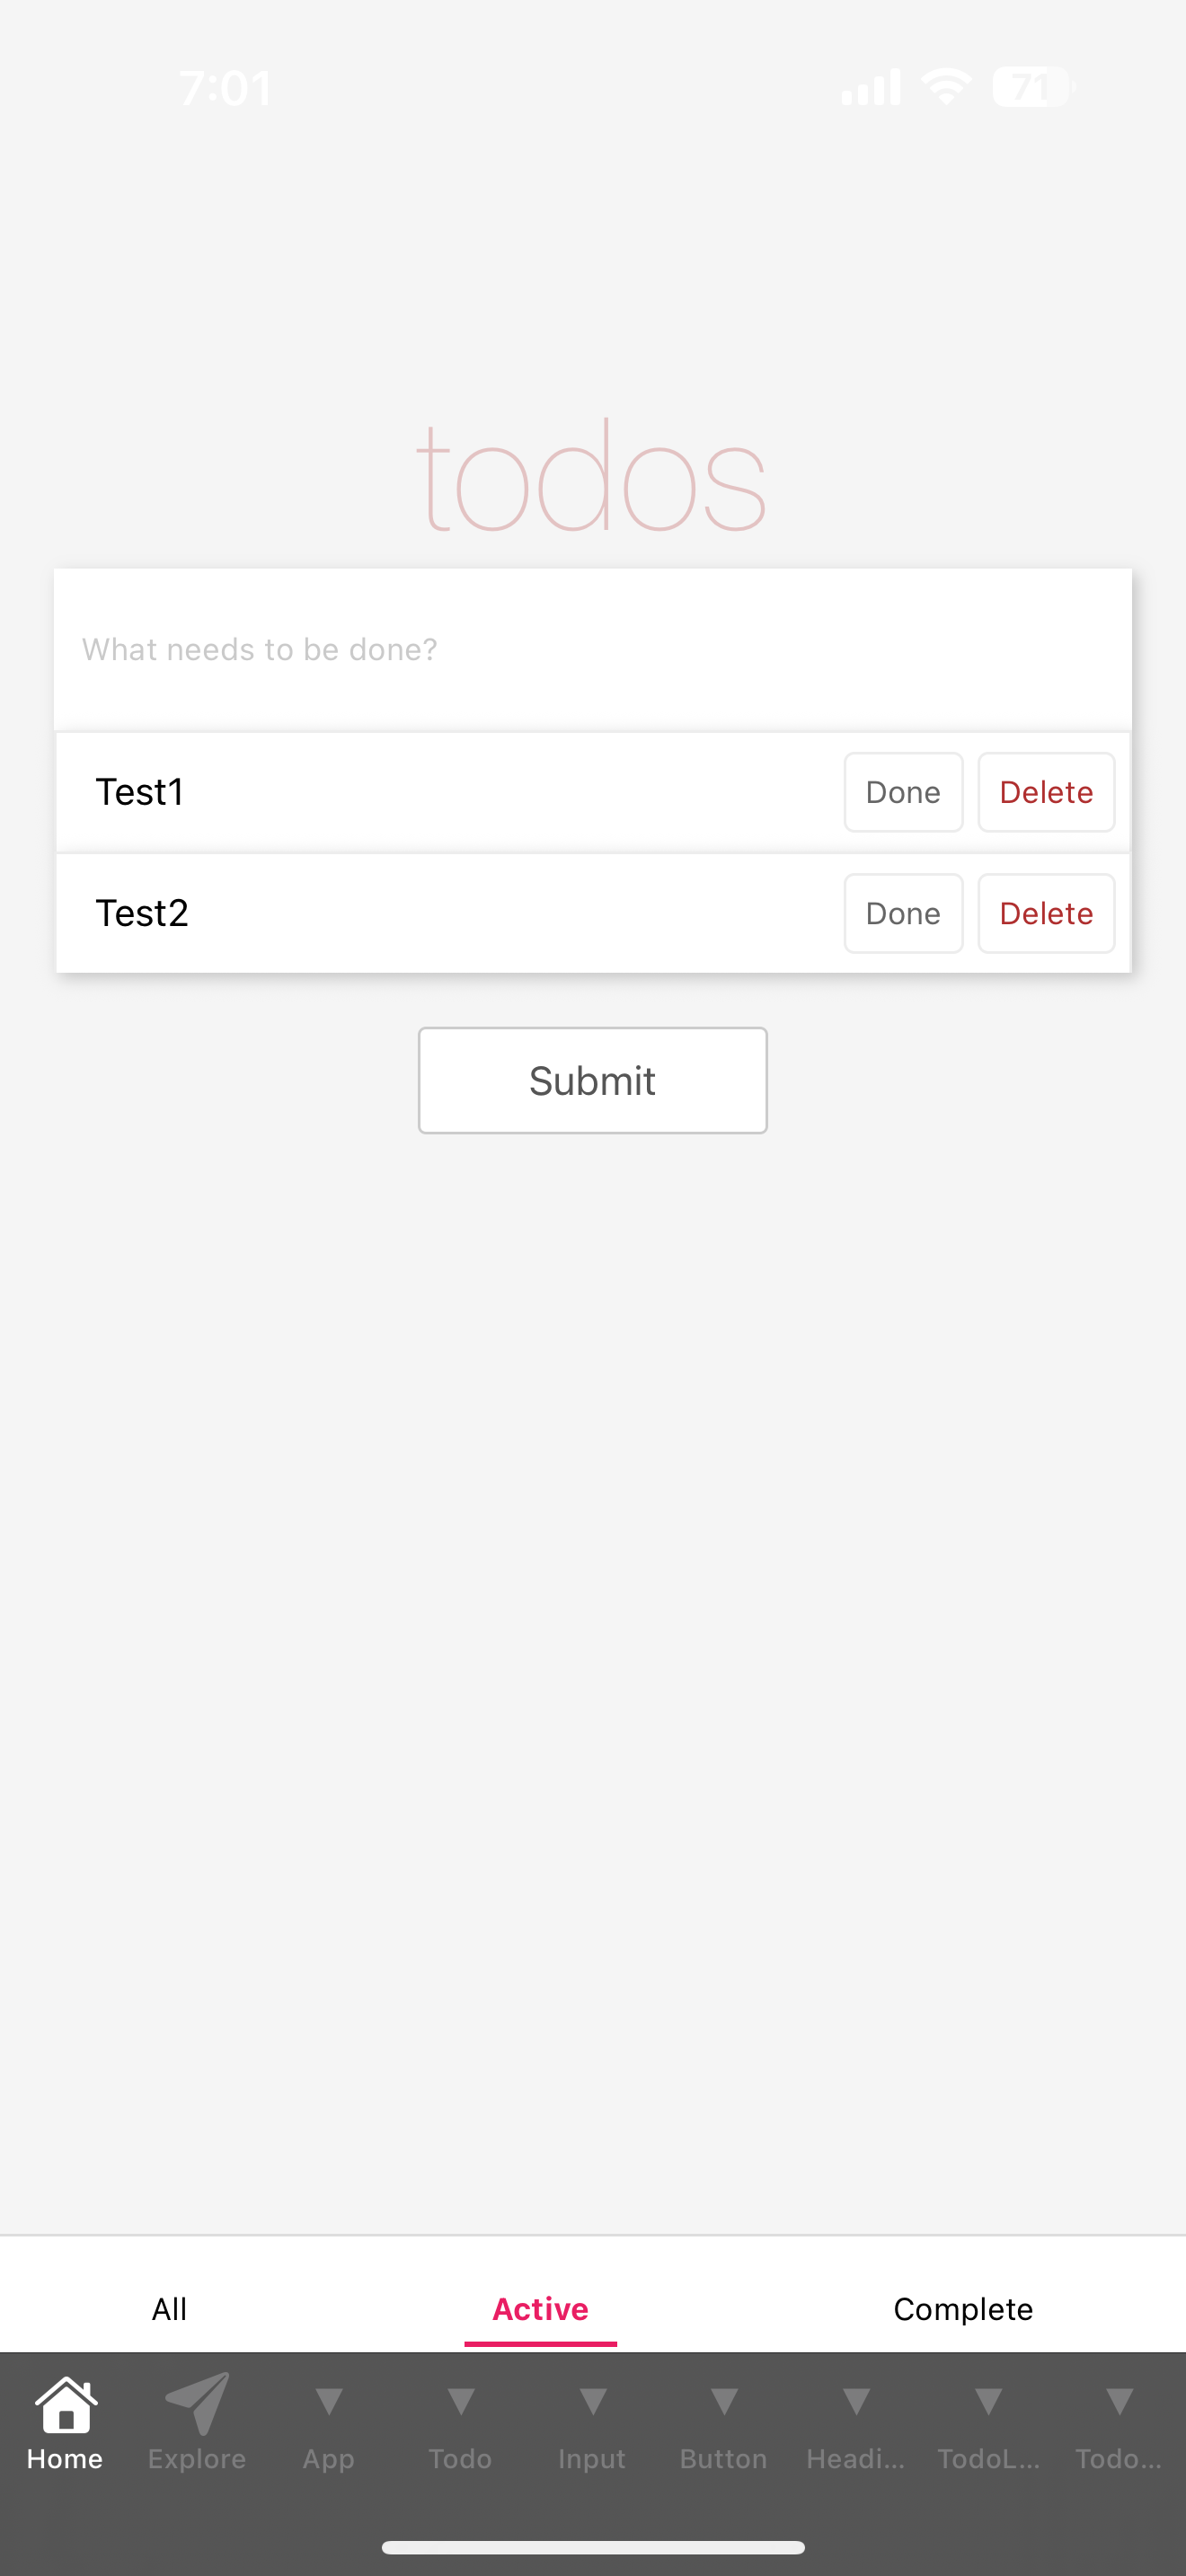 7:01 71
todos
What needs to be done?
Test1 Done Delete
Test2 Done Delete
Submit
All Active Complete
Home Explore App Todo Input Button Headi... TodoL... Todo...